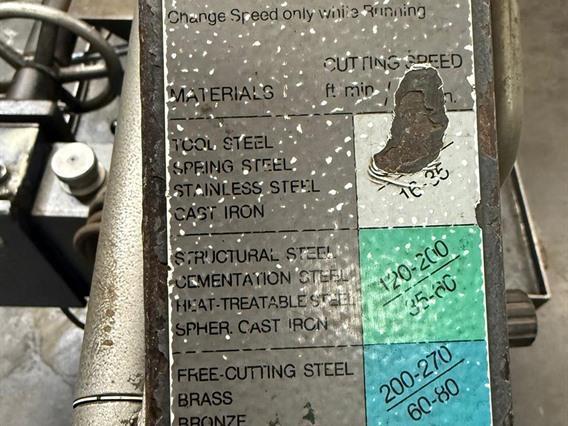 Change Speed only while Running
CUTTING SPEED
MATERIALS ft. min. /
TOOL STEEL
SPRING STEEL
STAINLESS STEEL
CAST IRON
16-35
STRUCTURAL STEEL
CEMENTATION STEEL
HEAT-TREATABLE STEEL
SPHER. CAST IRON
120-200
35-60
FREE-CUTTING STEEL
BRASS
BRONZE
200-270
60-80